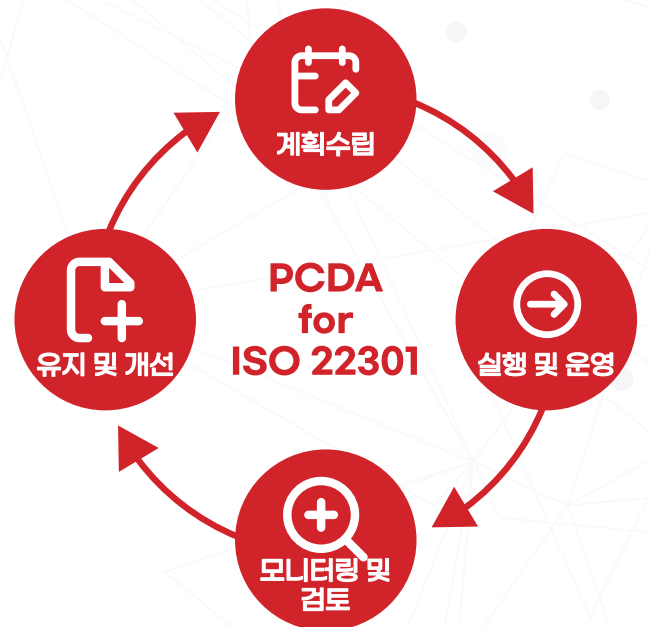 계획수립
PCDA
for
ISO 22301
유지 및 개선
실행 및 운영
모니터링 및
검토